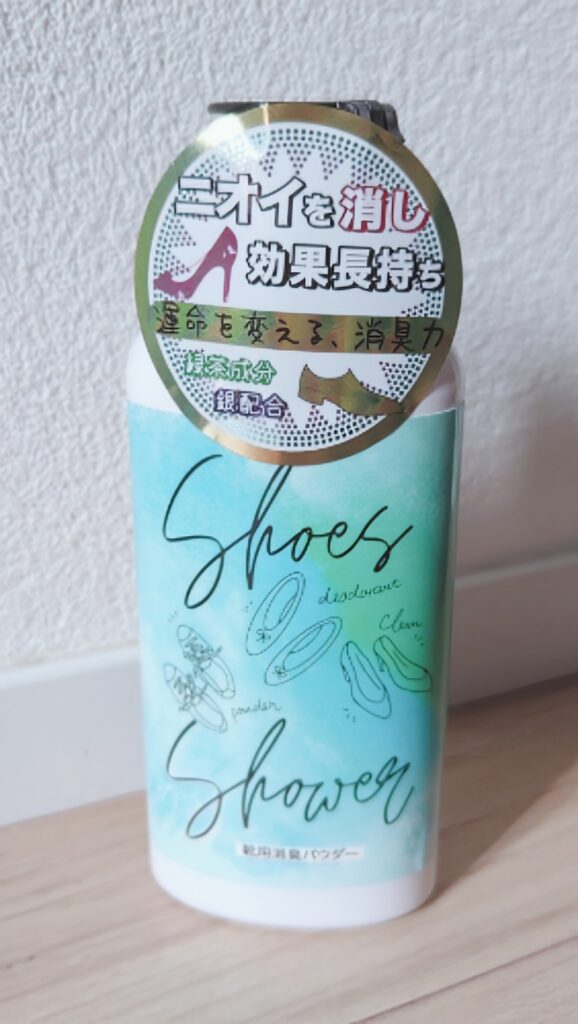 ニオイを消し
効果長持ち
運命を変える、消臭力
緑茶成分
銀配合
Shoes
deodorant
Clean
powder
Shower
靴用消臭パウダー